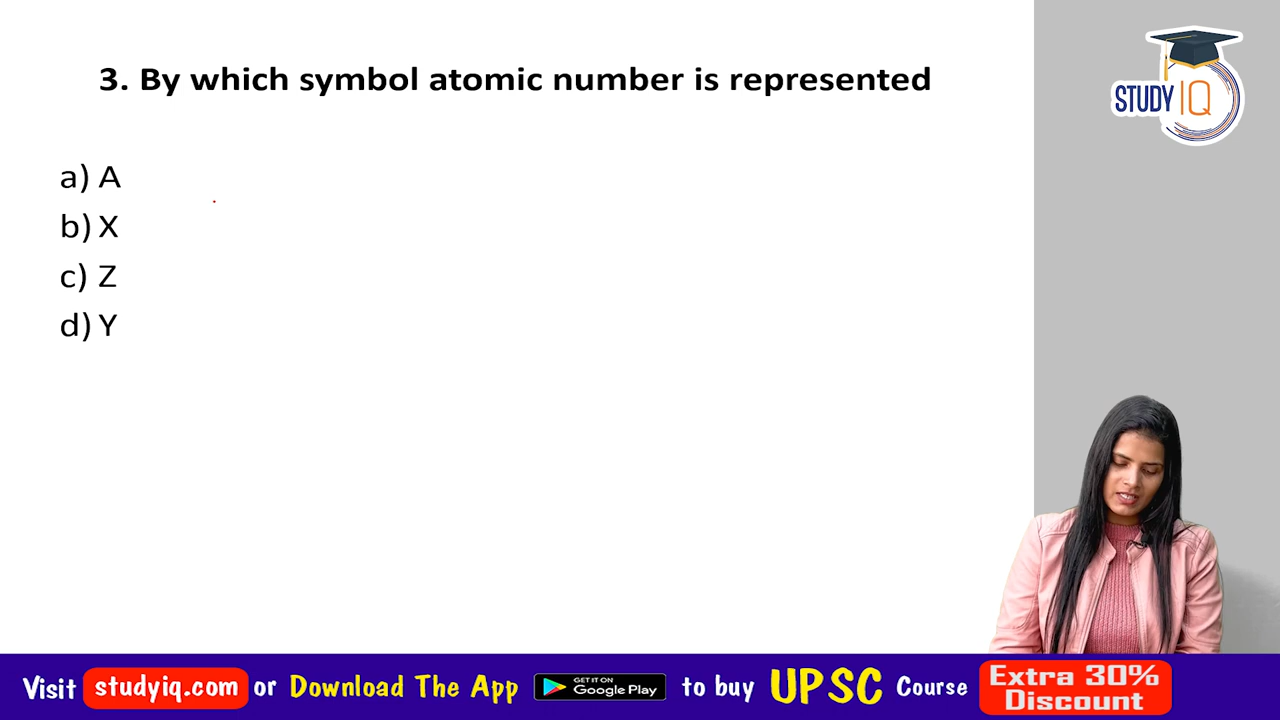 3. By which symbol atomic number is represented
STUDY IQ
a) A
b) X
c) Z
d) Y
Visit studyiq.com or Download The App GET IT ON Google Play to buy UPSC Course Extra 30% Discount